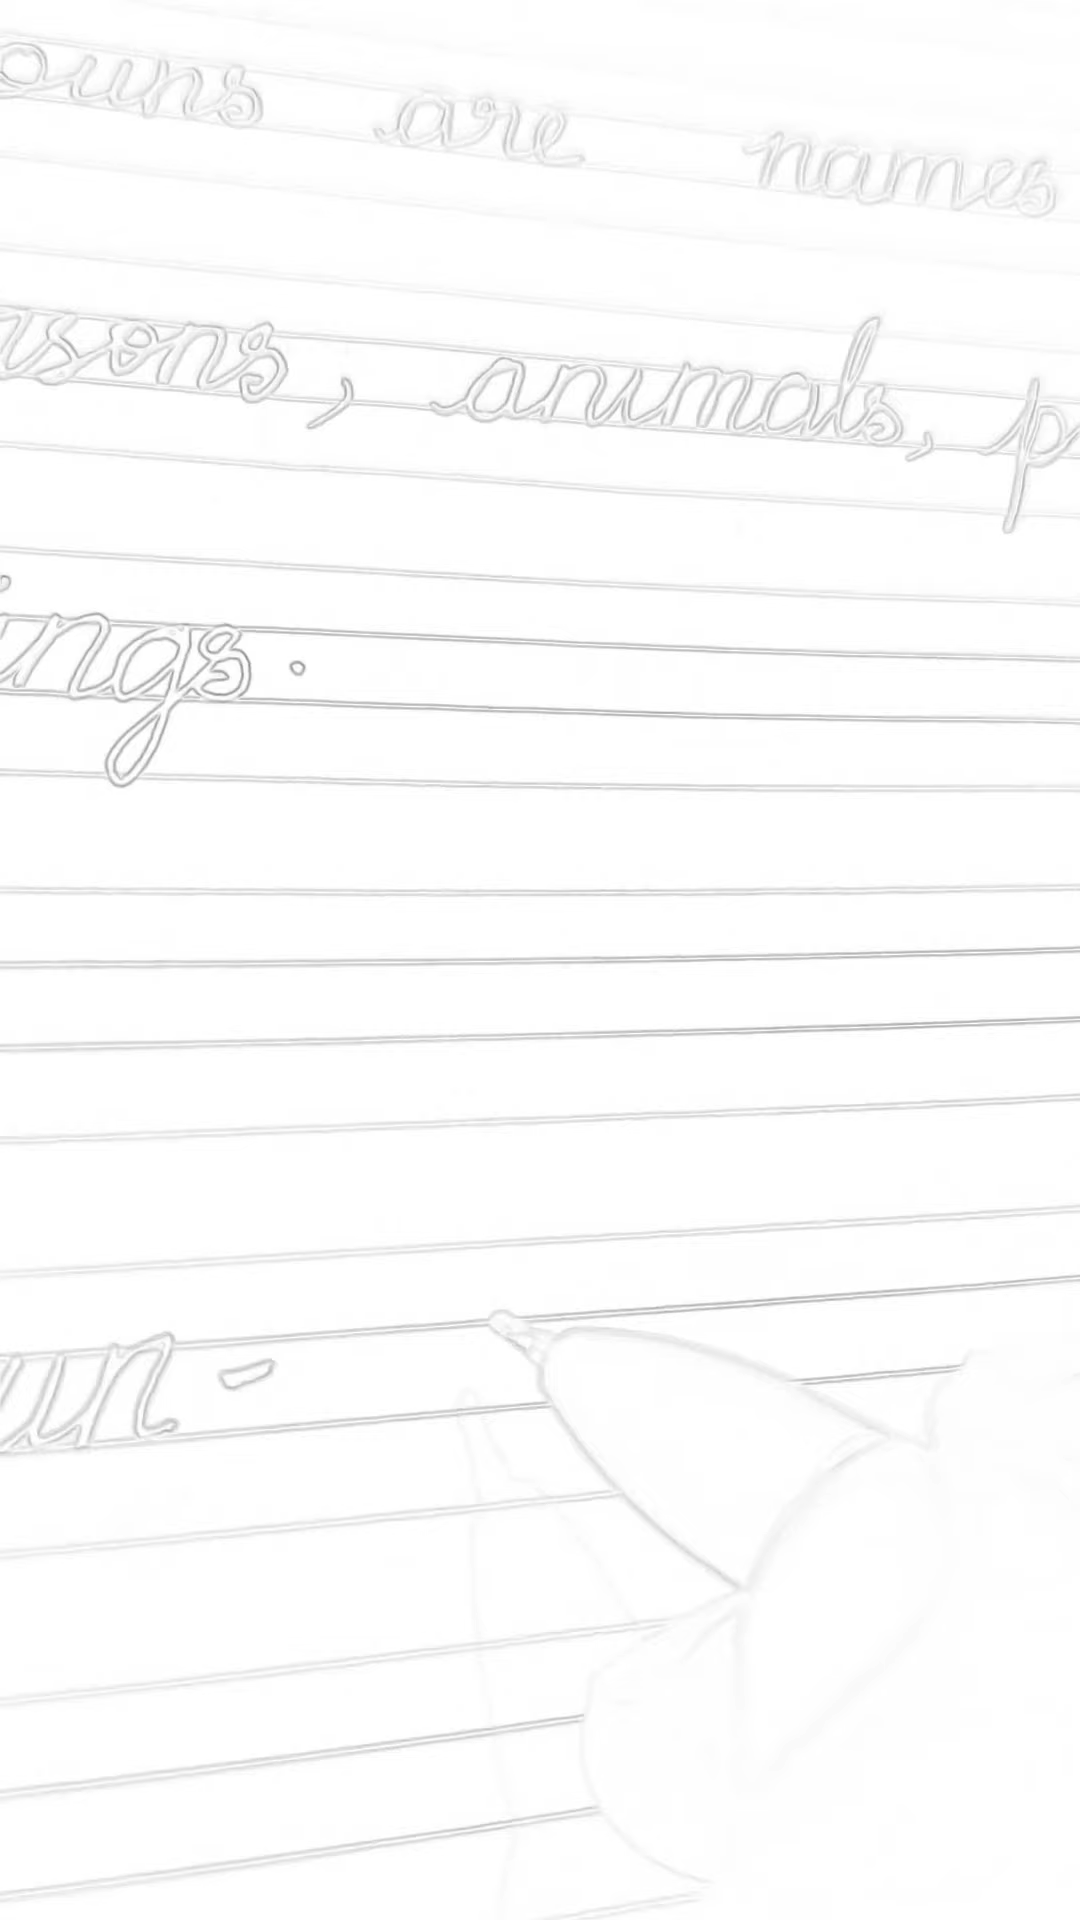 ouns are names
rsons, animals, p
ings.
un -